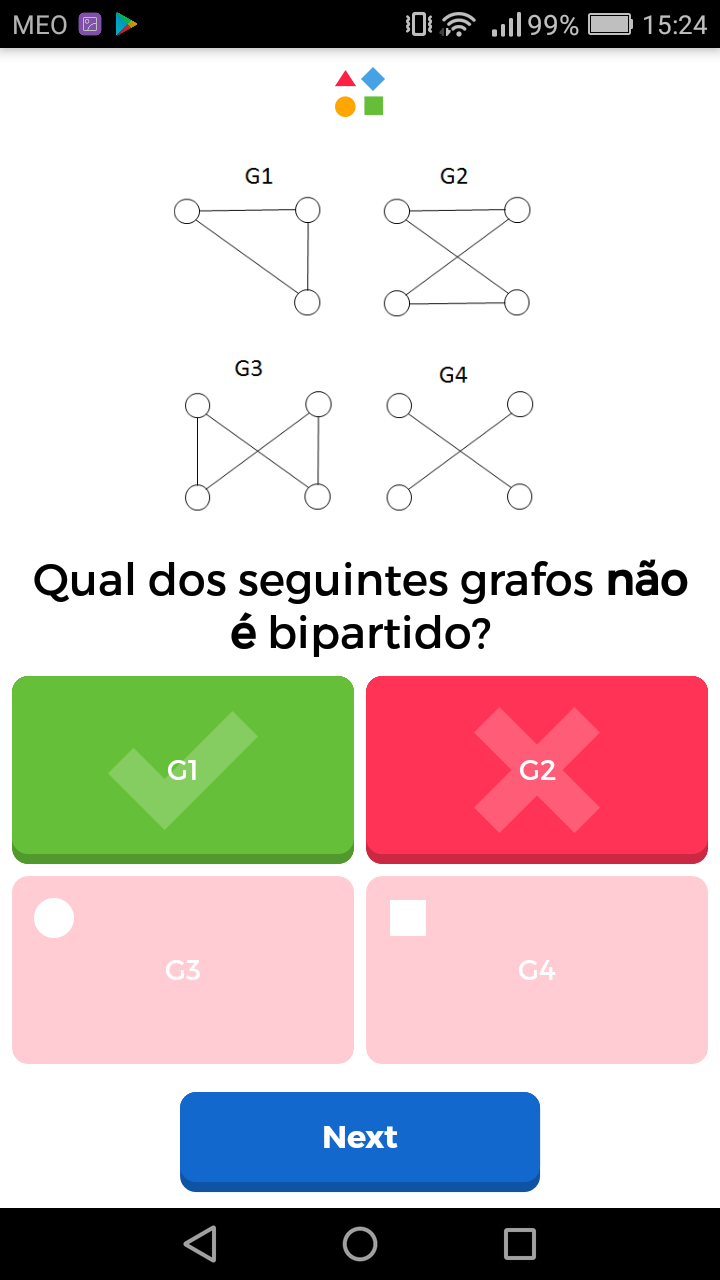 MEO 99% 15:24
G1 G2
G3 G4
Qual dos seguintes grafos não
é bipartido?
G1 G2
G3 G4
Next